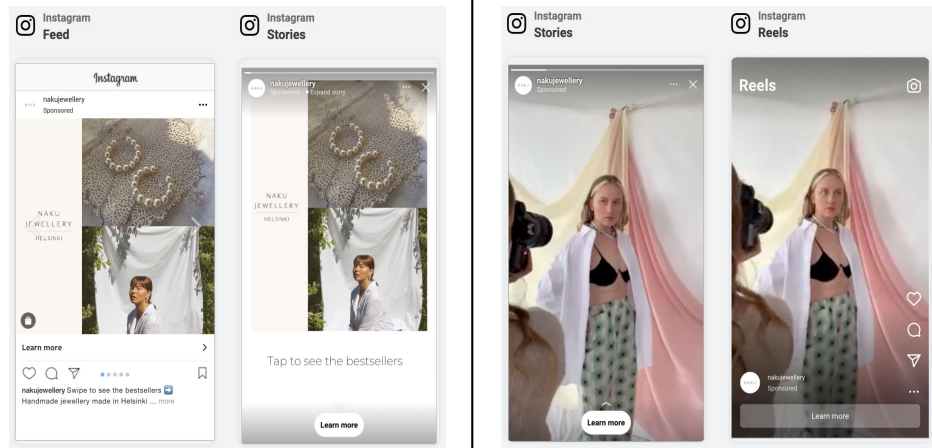 Instagram
Feed
Instagram
nakujewellery
Sponsored
NAKU
JEWELLERY
HELSINKI
Learn more
nakujewellery Swipe to see the bestsellers ➡️
Handmade jewellery made in Helsinki ... more
Instagram
Stories
nakujewellery
Sponsored
Expand story
NAKU
JEWELLERY
HELSINKI
Tap to see the bestsellers
Learn more
Instagram
Stories
nakujewellery
Sponsored
Learn more
Instagram
Reels
Reels
nakujewellery
Sponsored
Learn more